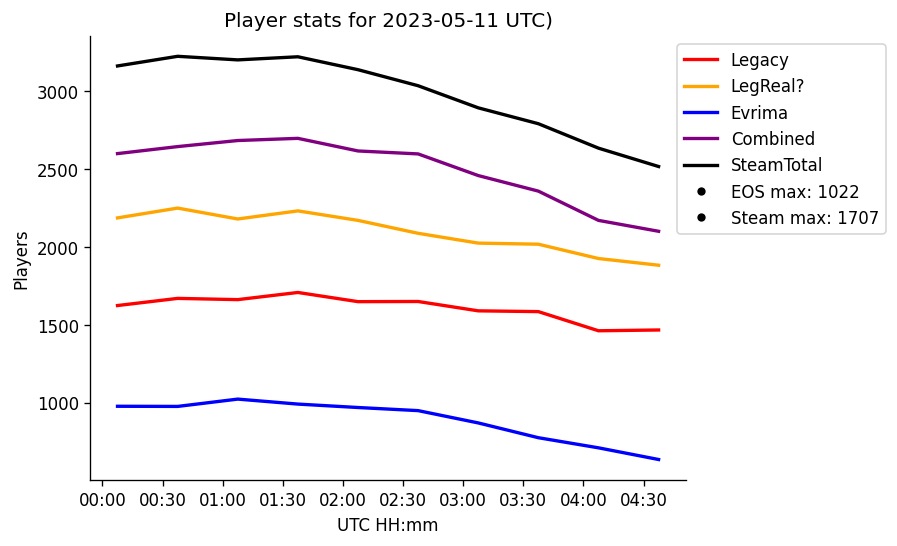 Player stats for 2023-05-11 UTC)
Players
3000
2500
2000
1500
1000
00:00 00:30 01:00 01:30 02:00 02:30 03:00 03:30 04:00 04:30
UTC HH:mm
Legacy
LegReal?
Evrima
Combined
SteamTotal
EOS max: 1022
Steam max: 1707